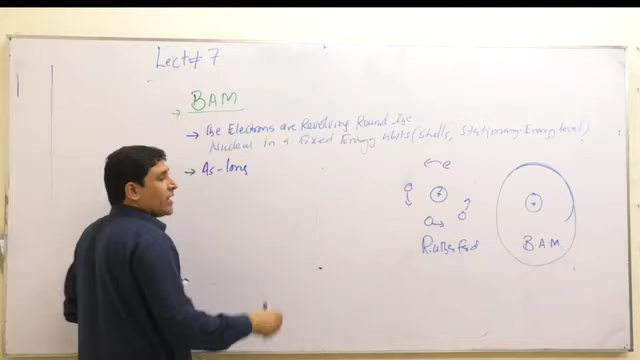 Lect# 7
BAM
→ The Electrons are Revolving Round the
Nucleus in a fixed Energy orbits (shells, Stationary-Energy level)
→ As-long
e
+
Rutherford
B.A.M